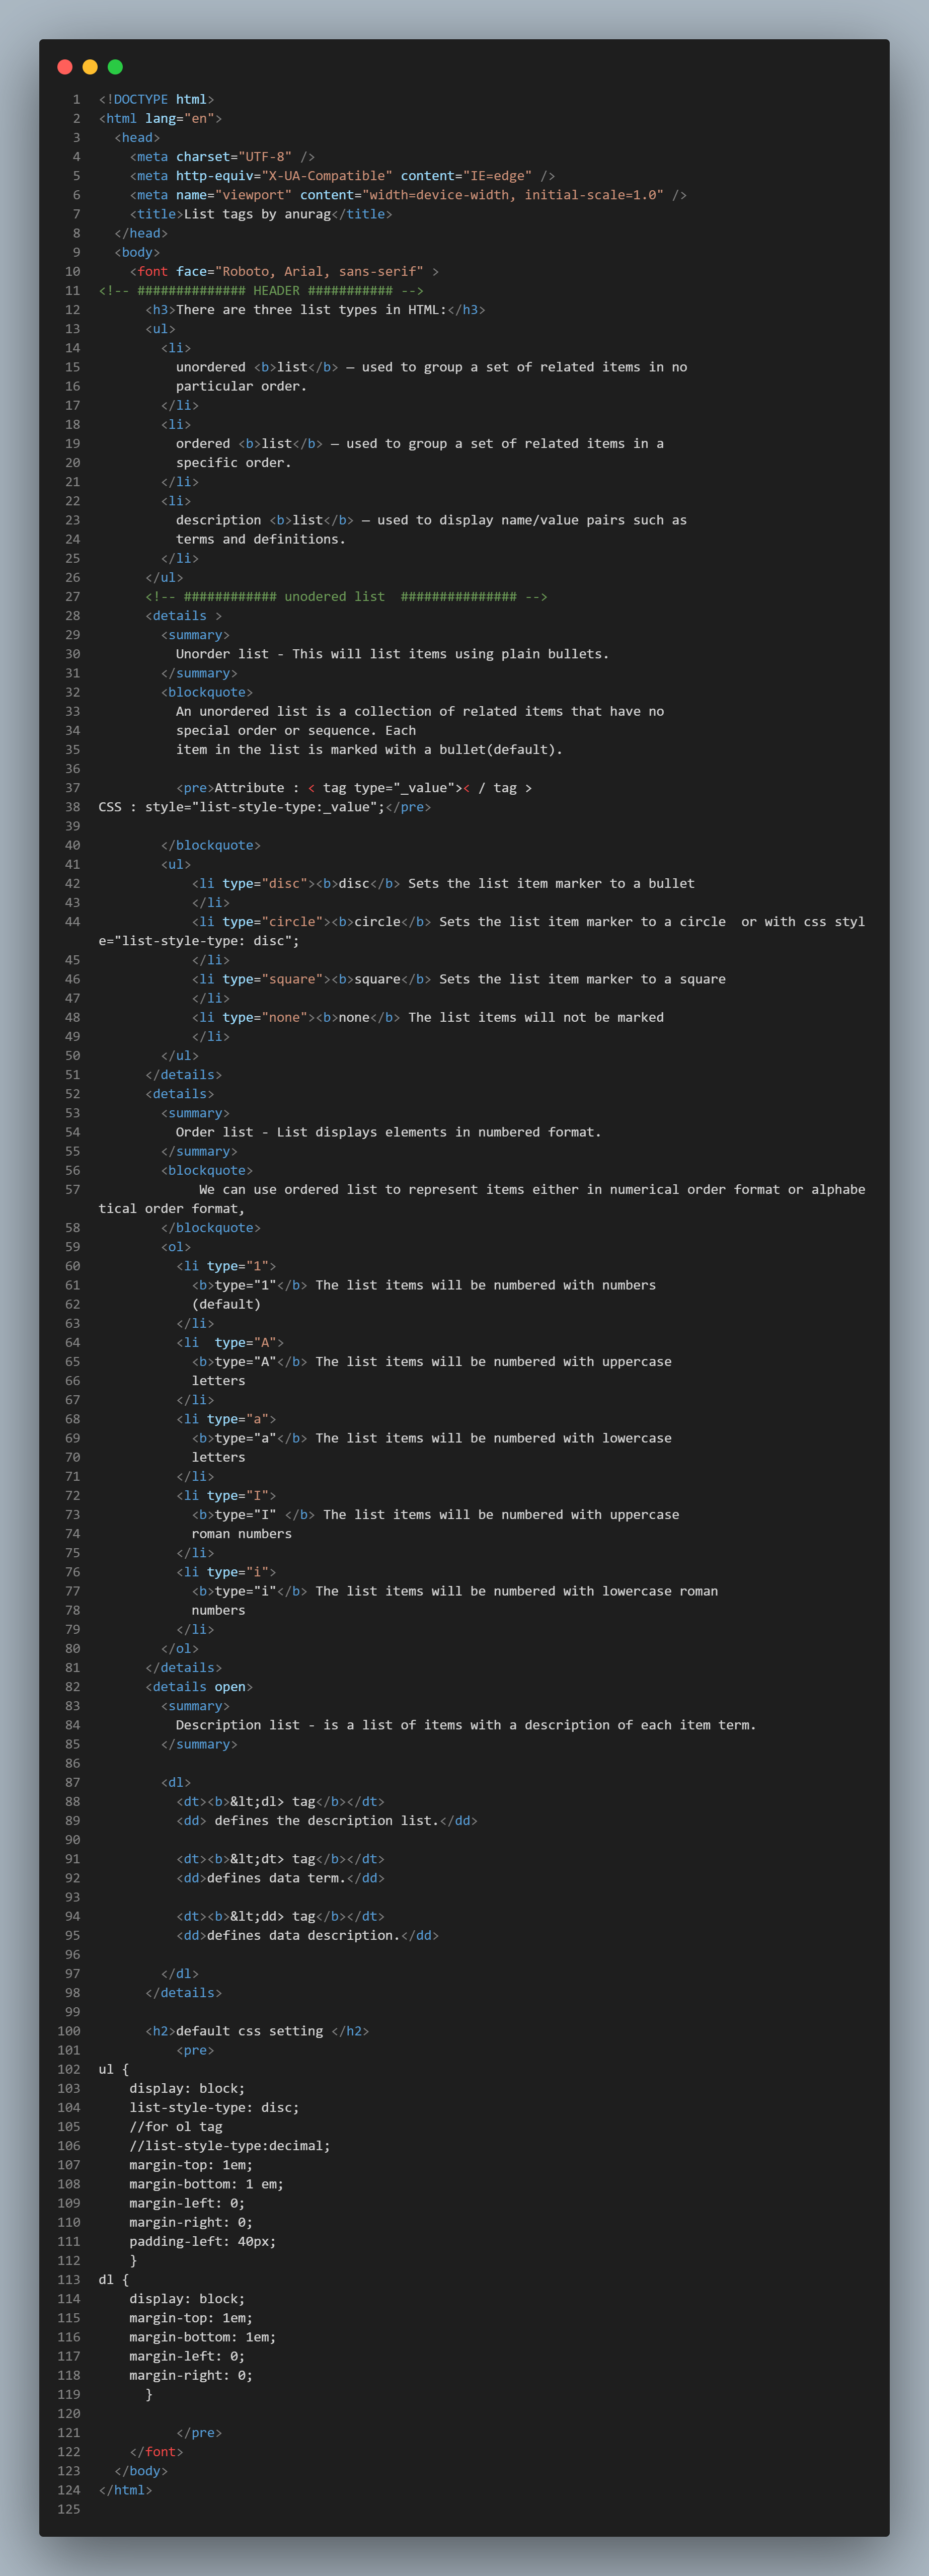 1 <!DOCTYPE html>
2 <html lang="en">
3   <head>
4     <meta charset="UTF-8" />
5     <meta http-equiv="X-UA-Compatible" content="IE=edge" />
6     <meta name="viewport" content="width=device-width, initial-scale=1.0" />
7     <title>List tags by anurag</title>
8   </head>
9   <body>
10     <font face="Roboto, Arial, sans-serif" >
11 <!-- ############## HEADER ########### -->
12       <h3>There are three list types in HTML:</h3>
13       <ul>
14         <li>
15           unordered <b>list</b> — used to group a set of related items in no
16           particular order.
17         </li>
18         <li>
19           ordered <b>list</b> — used to group a set of related items in a
20           specific order.
21         </li>
22         <li>
23           description <b>list</b> — used to display name/value pairs such as
24           terms and definitions.
25         </li>
26       </ul>
27       <!-- ############ unodered list  ############### -->
28       <details >
29         <summary>
30           Unorder list - This will list items using plain bullets.
31         </summary>
32         <blockquote>
33           An unordered list is a collection of related items that have no
34           special order or sequence. Each
35           item in the list is marked with a bullet(default).
36
37           <pre>Attribute : < tag type="_value">< / tag >
38 CSS : style="list-style-type:_value";</pre>
39
40         </blockquote>
41         <ul>
42             <li type="disc"><b>disc</b> Sets the list item marker to a bullet
43             </li>
44             <li type="circle"><b>circle</b> Sets the list item marker to a circle  or with css styl
e="list-style-type: disc";
45             </li>
46             <li type="square"><b>square</b> Sets the list item marker to a square
47             </li>
48             <li type="none"><b>none</b> The list items will not be marked
49             </li>
50         </ul>
51       </details>
52       <details>
53         <summary>
54           Order list - List displays elements in numbered format.
55         </summary>
56         <blockquote>
57              We can use ordered list to represent items either in numerical order format or alphabe
tical order format,
58         </blockquote>
59         <ol>
60           <li type="1">
61             <b>type="1"</b> The list items will be numbered with numbers
62             (default)
63           </li>
64           <li  type="A">
65             <b>type="A"</b> The list items will be numbered with uppercase
66             letters
67           </li>
68           <li type="a">
69             <b>type="a"</b> The list items will be numbered with lowercase
70             letters
71           </li>
72           <li type="I">
73             <b>type="I" </b> The list items will be numbered with uppercase
74             roman numbers
75           </li>
76           <li type="i">
77             <b>type="i"</b> The list items will be numbered with lowercase roman
78             numbers
79           </li>
80         </ol>
81       </details>
82       <details open>
83         <summary>
84           Description list - is a list of items with a description of each item term.
85         </summary>
86
87         <dl>
88           <dt><b>&lt;dl> tag</b></dt>
89           <dd> defines the description list.</dd>
90
91           <dt><b>&lt;dt> tag</b></dt>
92           <dd>defines data term.</dd>
93
94           <dt><b>&lt;dd> tag</b></dt>
95           <dd>defines data description.</dd>
96
97         </dl>
98       </details>
99
100       <h2>default css setting </h2>
101           <pre>
102 ul {
103     display: block;
104     list-style-type: disc;
105     //for ol tag
106     //list-style-type:decimal;
107     margin-top: 1em;
108     margin-bottom: 1 em;
109     margin-left: 0;
110     margin-right: 0;
111     padding-left: 40px;
112     }
113 dl {
114     display: block;
115     margin-top: 1em;
116     margin-bottom: 1em;
117     margin-left: 0;
118     margin-right: 0;
119       }
120
121           </pre>
122     </font>
123   </body>
124 </html>
125